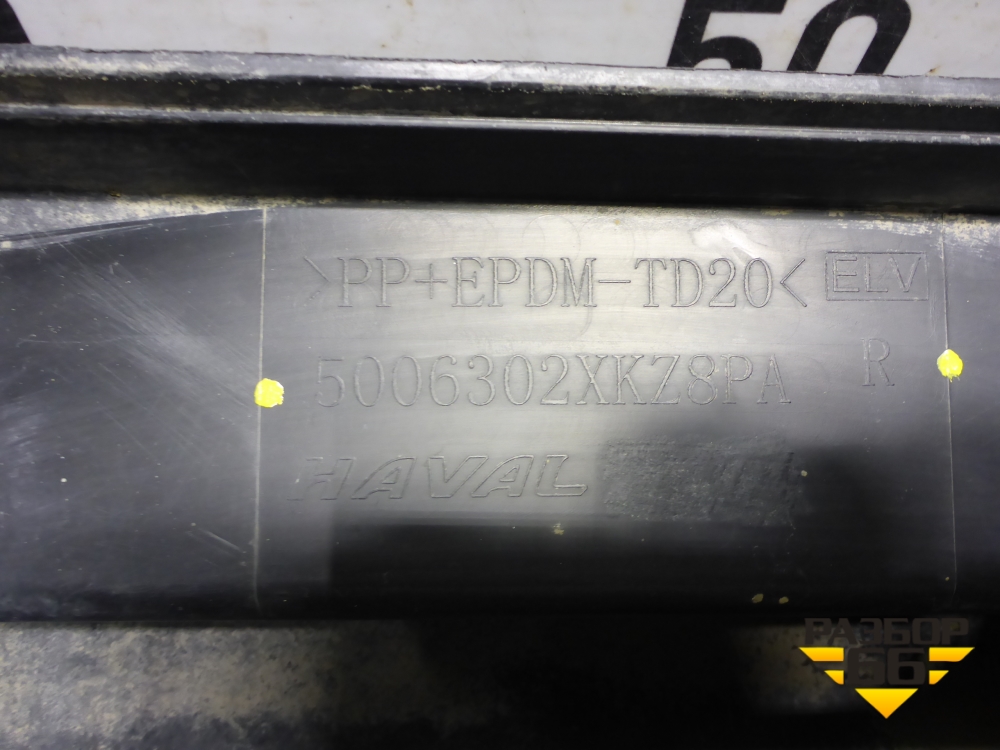 50
>PP+EPDM-TD20< ELV
5006302XKZ8PA R
HAVAL
РАЗБОР
66